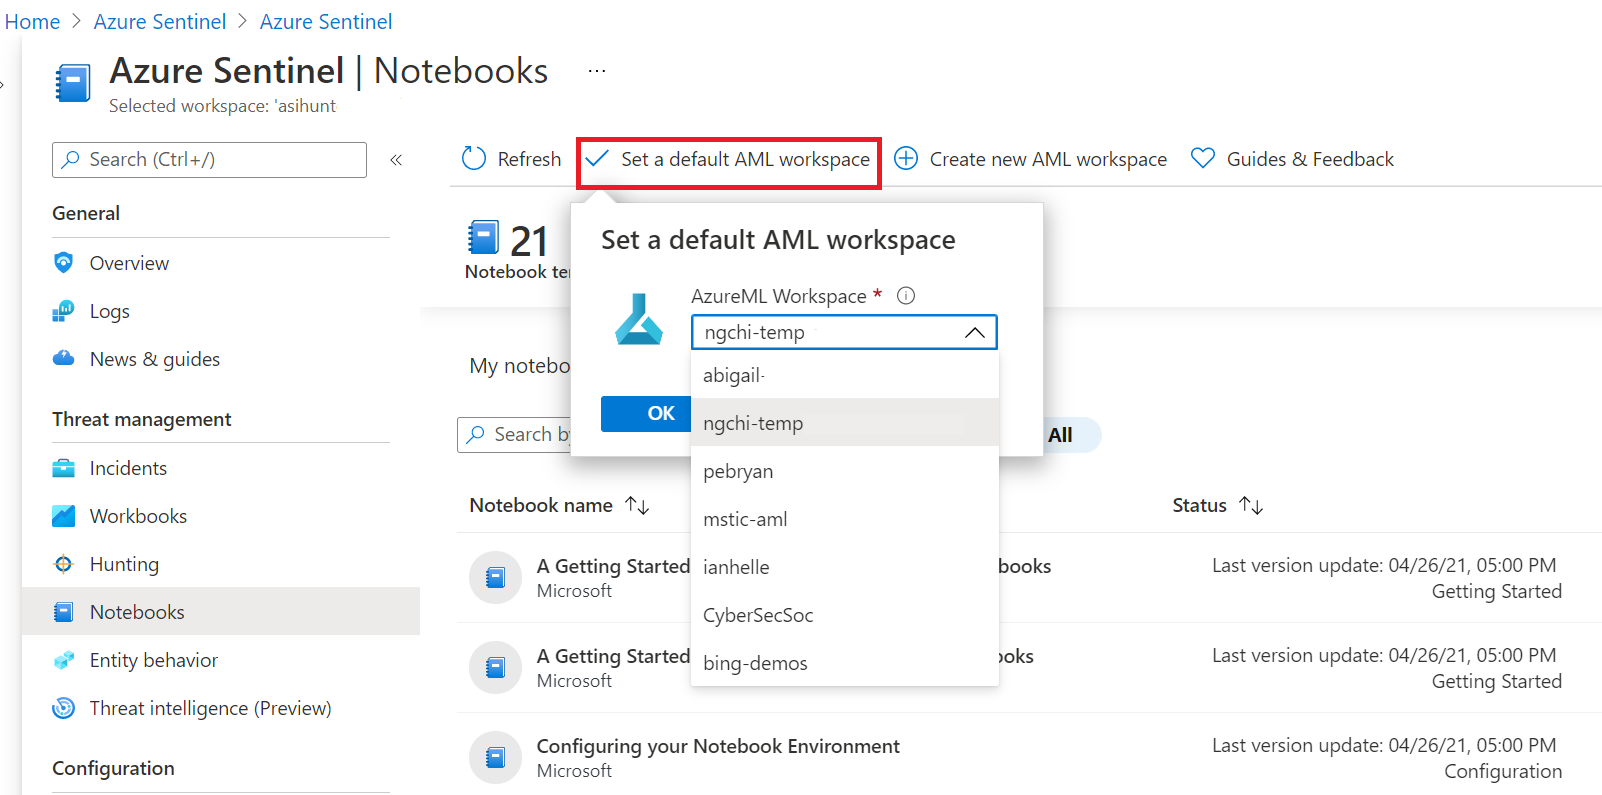 Home > Azure Sentinel > Azure Sentinel
Azure Sentinel | Notebooks ...
Selected workspace: 'asihunt
Search (Ctrl+/) «
General
Overview
Logs
News & guides
Threat management
Incidents
Workbooks
Hunting
Notebooks
Entity behavior
Threat intelligence (Preview)
Configuration
Refresh Set a default AML workspace Create new AML workspace Guides & Feedback
21
Notebook te
Set a default AML workspace
AzureML Workspace *
ngchi-temp
abigail-
ngchi-temp
pebryan
mstic-aml
ianhelle
CyberSecSoc
bing-demos
OK
My notebo
Search by
All
Notebook name Status
A Getting Started books
Microsoft
Last version update: 04/26/21, 05:00 PM
Getting Started
A Getting Started oks
Microsoft
Last version update: 04/26/21, 05:00 PM
Getting Started
Configuring your Notebook Environment
Microsoft
Last version update: 04/26/21, 05:00 PM
Configuration